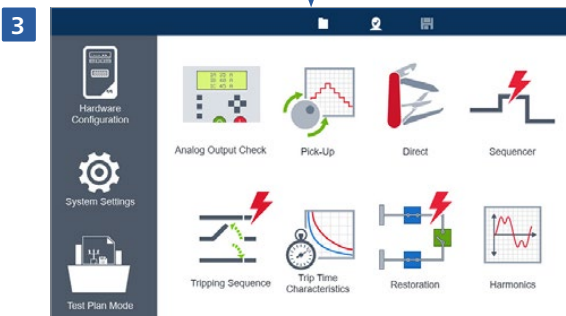 3
Hardware
Configuration
System Settings
Test Plan Mode
Analog Output Check
Pick-Up
Direct
Sequencer
Tripping Sequence
Trip Time
Characteristics
Restoration
Harmonics